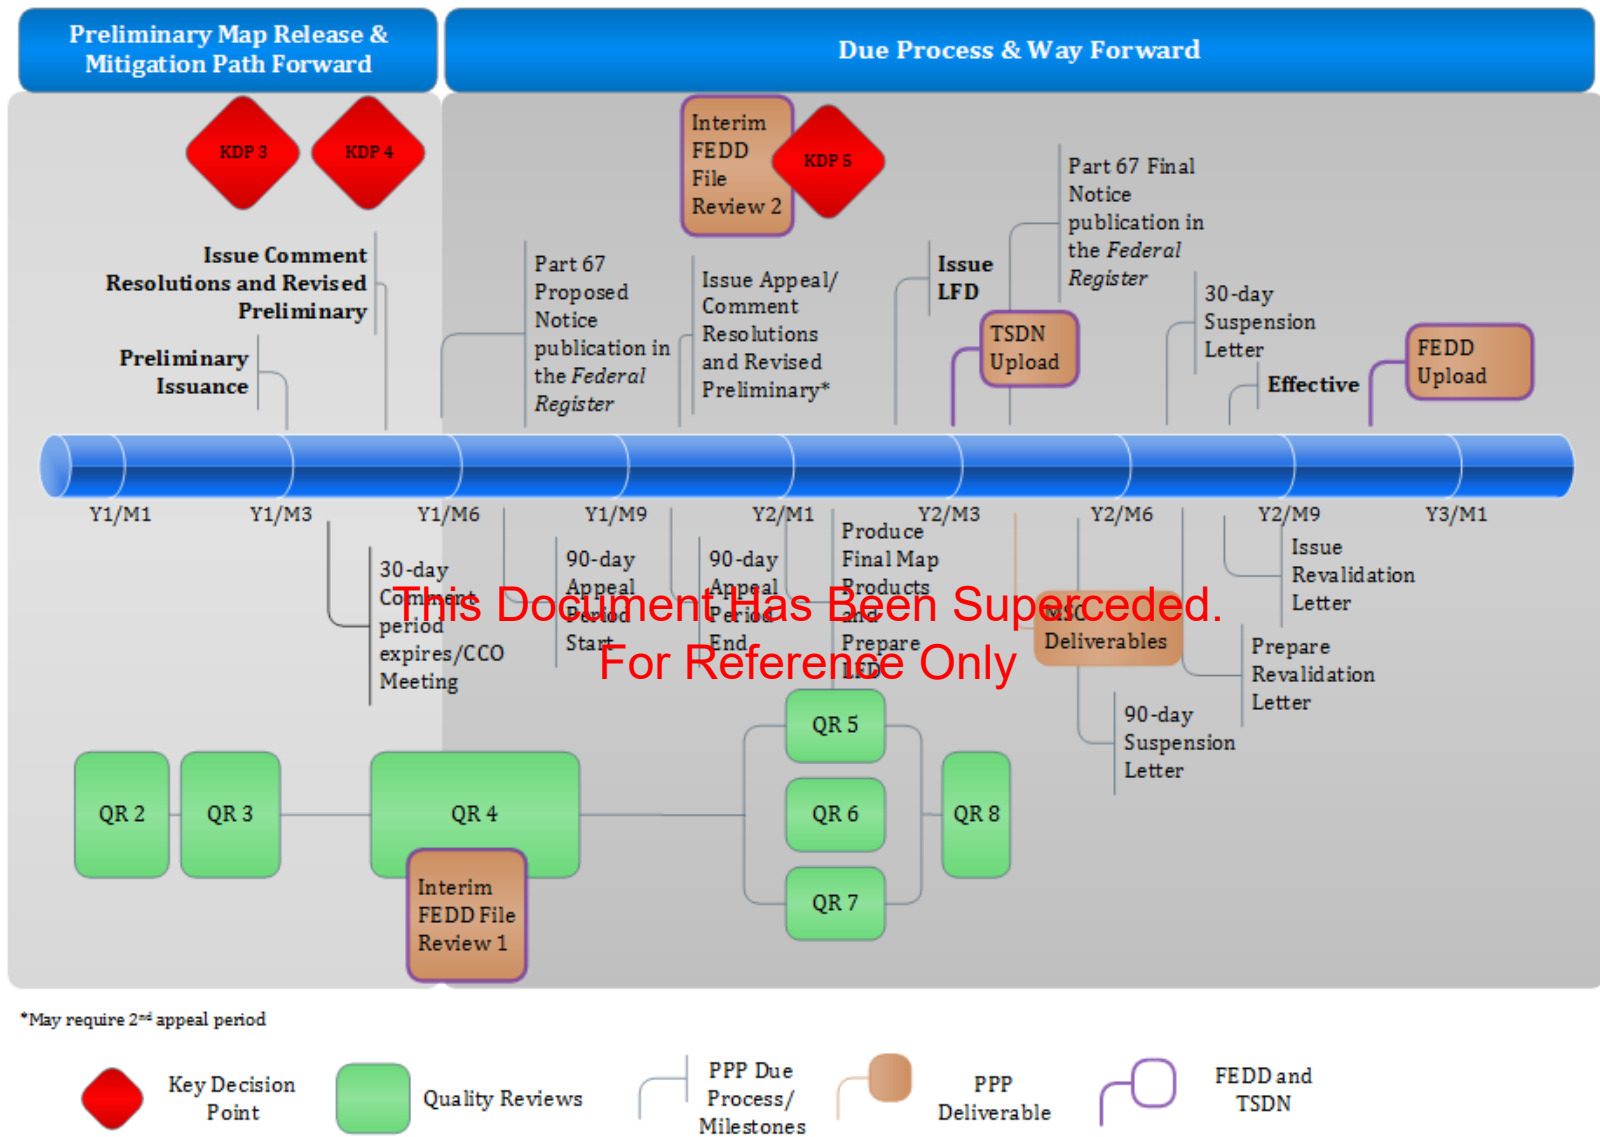 Preliminary Map Release &
Mitigation Path Forward
Due Process & Way Forward
KDP 3
KDP 4
Interim
FEDD
File
Review 2
KDP 5
Issue Comment
Resolutions and Revised
Preliminary
Preliminary
Issuance
Part 67
Proposed
Notice
publication in
the Federal
Register
Issue Appeal/
Comment
Resolutions
and Revised
Preliminary*
Issue
LFD
TSDN
Upload
Part 67 Final
Notice
publication in
the Federal
Register
30-day
Suspension
Letter
Effective
FEDD
Upload
Y1/M1
Y1/M3
Y1/M6
Y1/M9
Y2/M1
Y2/M3
Y2/M6
Y2/M9
Y3/M1
30-day
Comment
period
expires/CCO
Meeting
90-day
Appeal
Period
Start
90-day
Appeal
Period
End
Produce
Final Map
Products
and
Prepare
LFD
MSC
Deliverables
90-day
Suspension
Letter
Prepare
Revalidation
Letter
Issue
Revalidation
Letter
This Document Has Been Superceded.
For Reference Only
QR 2
QR 3
QR 4
QR 5
QR 6
QR 7
QR 8
Interim
FEDD File
Review 1
*May require 2nd appeal period
Key Decision
Point
Quality Reviews
PPP Due
Process/
Milestones
PPP
Deliverable
FEDD and
TSDN